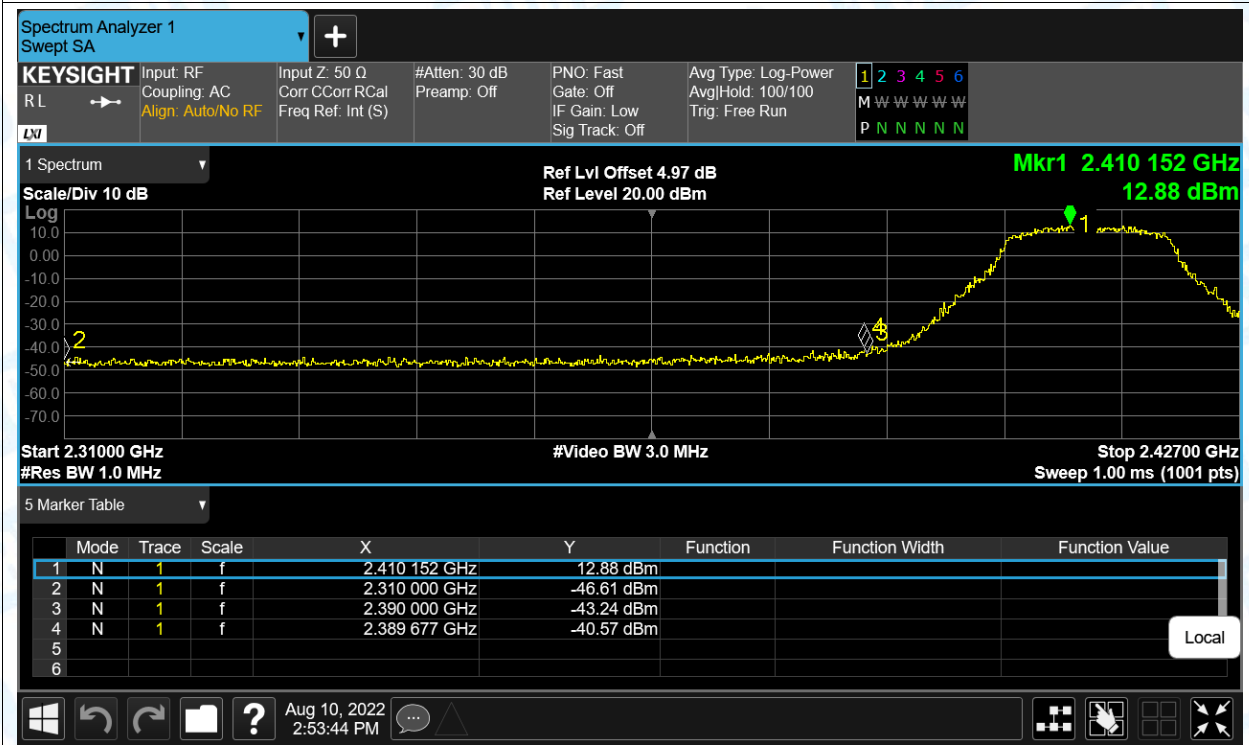 Spectrum Analyzer 1
Swept SA
KEYSIGHT
R L
LXI
Input: RF
Coupling: AC
Align: Auto/No RF
Input Z: 50 Ω
Corr CCorr RCal
Freq Ref: Int (S)
#Atten: 30 dB
Preamp: Off
PNO: Fast
Gate: Off
IF Gain: Low
Sig Track: Off
Avg Type: Log-Power
Avg|Hold: 100/100
Trig: Free Run
1 2 3 4 5 6
M W W W W W W
P N N N N N
1 Spectrum
Scale/Div 10 dB
Ref Lvl Offset 4.97 dB
Ref Level 20.00 dBm
Mkr1 2.410 152 GHz
12.88 dBm
Log
10.0
0.00
-10.0
-20.0
-30.0
-40.0
-50.0
-60.0
-70.0
1
2
4
3
Start 2.31000 GHz
#Video BW 3.0 MHz
Stop 2.42700 GHz
#Res BW 1.0 MHz
Sweep 1.00 ms (1001 pts)
5 Marker Table
Mode Trace Scale X Y Function Function Width Function Value
1 N 1 f 2.410 152 GHz 12.88 dBm
2 N 1 f 2.310 000 GHz -46.61 dBm
3 N 1 f 2.390 000 GHz -43.24 dBm
4 N 1 f 2.389 677 GHz -40.57 dBm
5
6
Local
?
Aug 10, 2022
2:53:44 PM